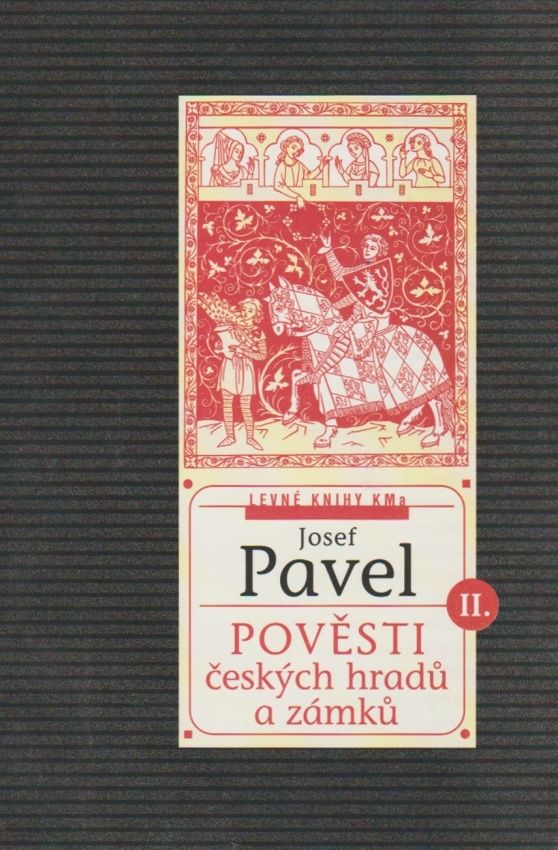 LEVNÉ KNIHY KMa
Josef
Pavel
II.
POVĚSTI
českých hradů
a zámků